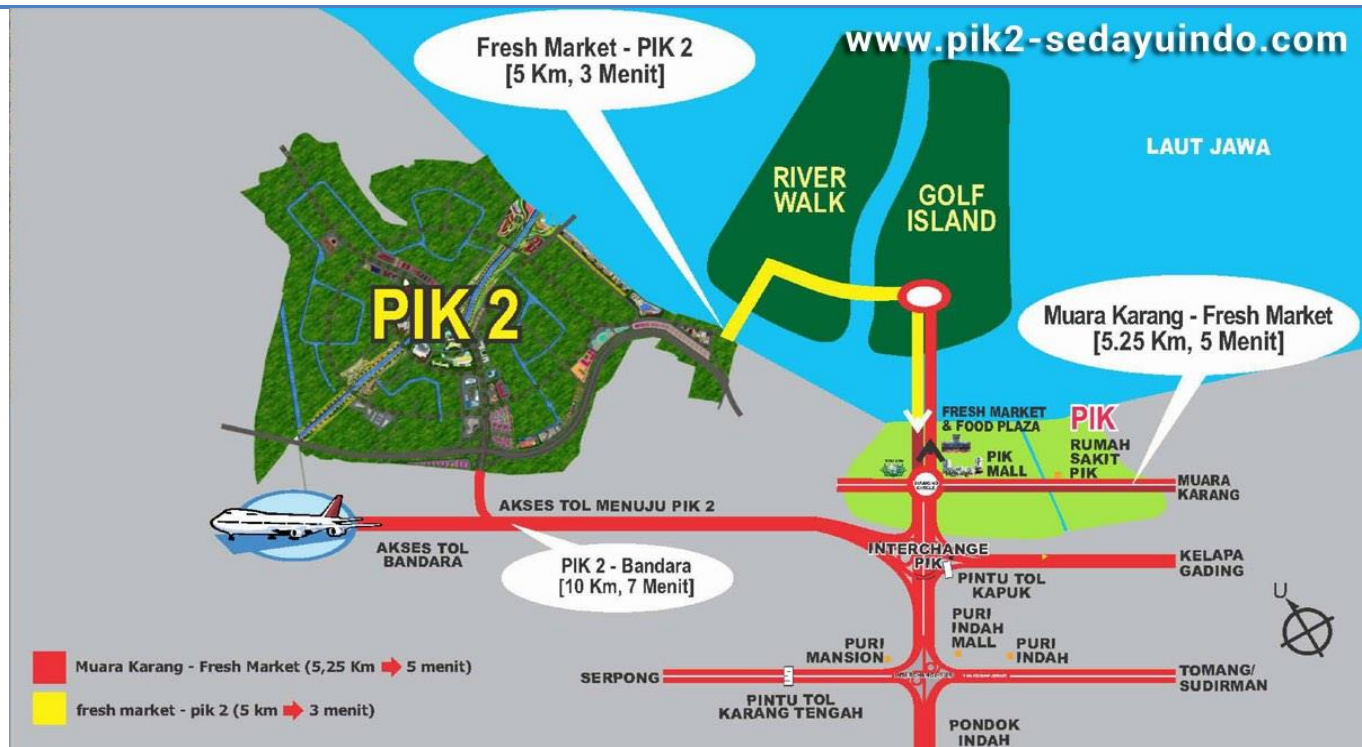 www.pik2-sedayuindo.com
Fresh Market - PIK 2
[5 Km, 3 Menit]
LAUT JAWA
RIVER
WALK
GOLF
ISLAND
PIK 2
Muara Karang - Fresh Market
[5.25 Km, 5 Menit]
FRESH MARKET
& FOOD PLAZA
PIK
RUMAH
SAKIT
PIK
PIK
MALL
MUARA
KARANG
AKSES TOL MENUJU PIK 2
AKSES TOL
BANDARA
INTERCHANGE
PIK
KELAPA
GADING
PIK 2 - Bandara
[10 Km, 7 Menit]
PINTU TOL
KAPUK
U
PURI
INDAH
MALL
PURI
MANSION
PURI
INDAH
Muara Karang - Fresh Market (5,25 Km 5 menit)
SERPONG
TOMANG/
SUDIRMAN
PINTU TOL
KARANG TENGAH
fresh market - pik 2 (5 km 3 menit)
PONDOK
INDAH